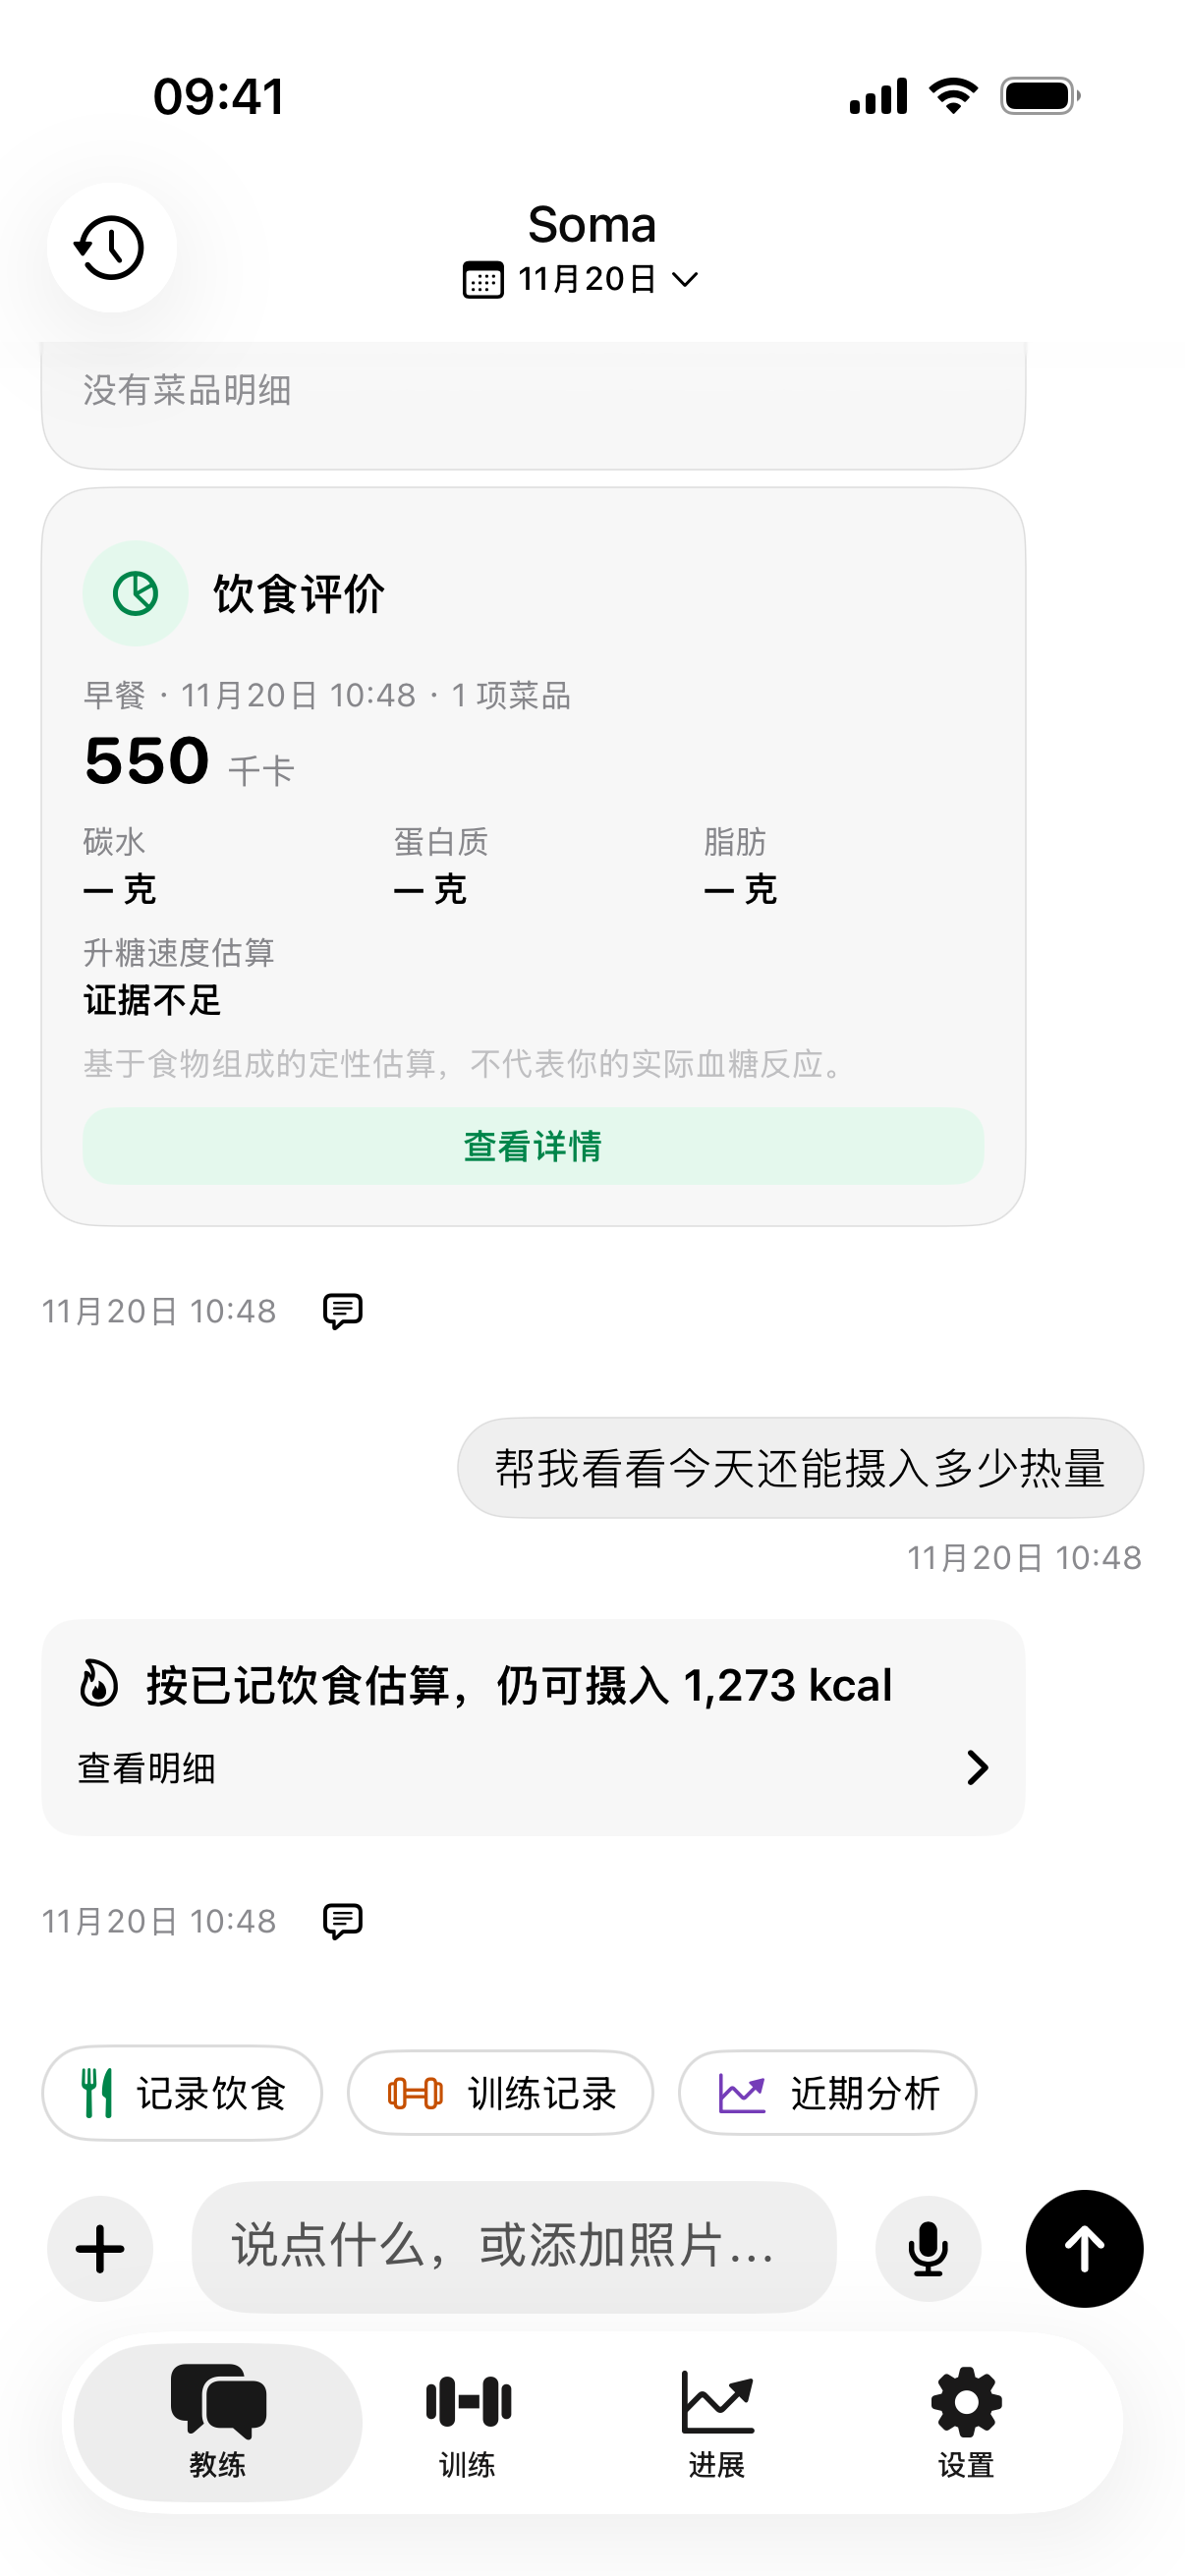 09:41
Soma
11月20日
没有菜品明细
饮食评价
早餐 · 11月20日 10:48 · 1 项菜品
550 千卡
碳水 蛋白质 脂肪
— 克 — 克 — 克
升糖速度估算
证据不足
基于食物组成的定性估算，不代表你的实际血糖反应。
查看详情
11月20日 10:48
帮我看看今天还能摄入多少热量
11月20日 10:48
按已记饮食估算，仍可摄入 1,273 kcal
查看明细
11月20日 10:48
记录饮食 训练记录 近期分析
说点什么，或添加照片...
教练 训练 进展 设置